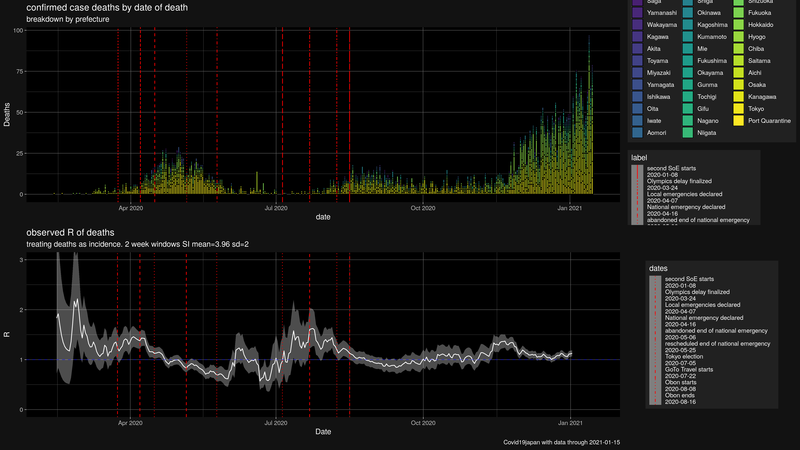 confirmed case deaths by date of death
breakdown by prefecture
100
75
50
25
0
Deaths
Apr 2020
Jul 2020
Oct 2020
Jan 2021
date
Saga
Shiga
Shizuoka
Yamanashi
Okinawa
Fukuoka
Wakayama
Kagoshima
Hokkaido
Kagawa
Kumamoto
Hyogo
Akita
Mie
Chiba
Toyama
Fukushima
Saitama
Miyazaki
Okayama
Aichi
Yamagata
Gunma
Osaka
Ishikawa
Tochigi
Kanagawa
Oita
Gifu
Tokyo
Iwate
Nagano
Port Quarantine
Aomori
Niigata
label
second SoE starts
2020-01-08
Olympics delay finalized
2020-03-24
Local emergencies declared
2020-04-07
National emergency declared
2020-04-16
abandoned end of national emergency
observed R of deaths
treating deaths as incidence. 2 week windows SI mean=3.96 sd=2
3
2
1
0
R
Apr 2020
Jul 2020
Oct 2020
Jan 2021
Date
dates
second SoE starts
2020-01-08
Olympics delay finalized
2020-03-24
Local emergencies declared
2020-04-07
National emergency declared
2020-04-16
abandoned end of national emergency
2020-05-06
rescheduled end of national emergency
2020-05-25
Tokyo election
2020-07-05
GoTo Travel starts
2020-07-22
Obon starts
2020-08-08
Obon ends
2020-08-16
Covid19japan with data through 2021-01-15